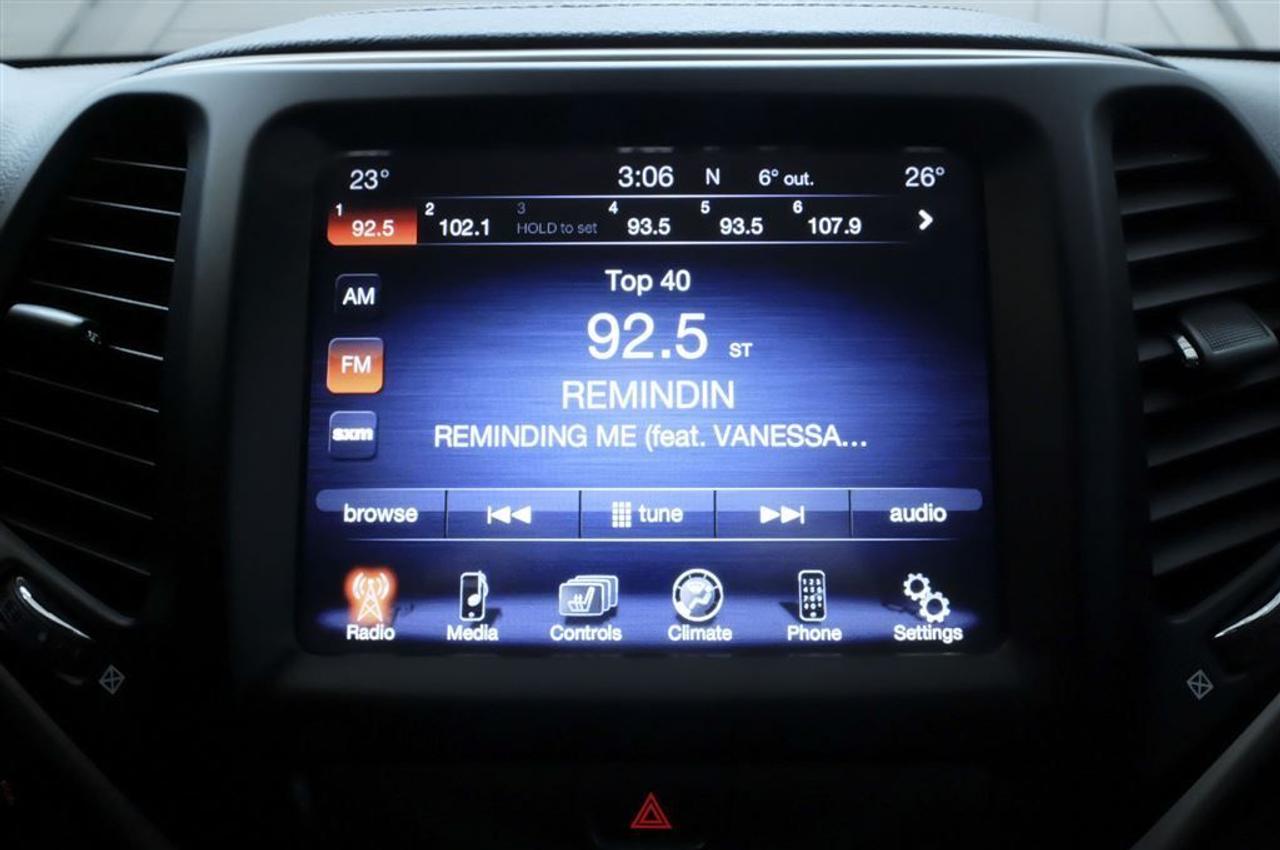 23° 3:06 N 6° out. 26°
1 92.5 2 102.1 3 HOLD to set 4 93.5 5 93.5 6 107.9
Top 40
AM
92.5 ST
FM
REMINDIN
sxm
REMINDING ME (feat. VANESSA...
browse tune audio
Radio Media Controls Climate Phone Settings